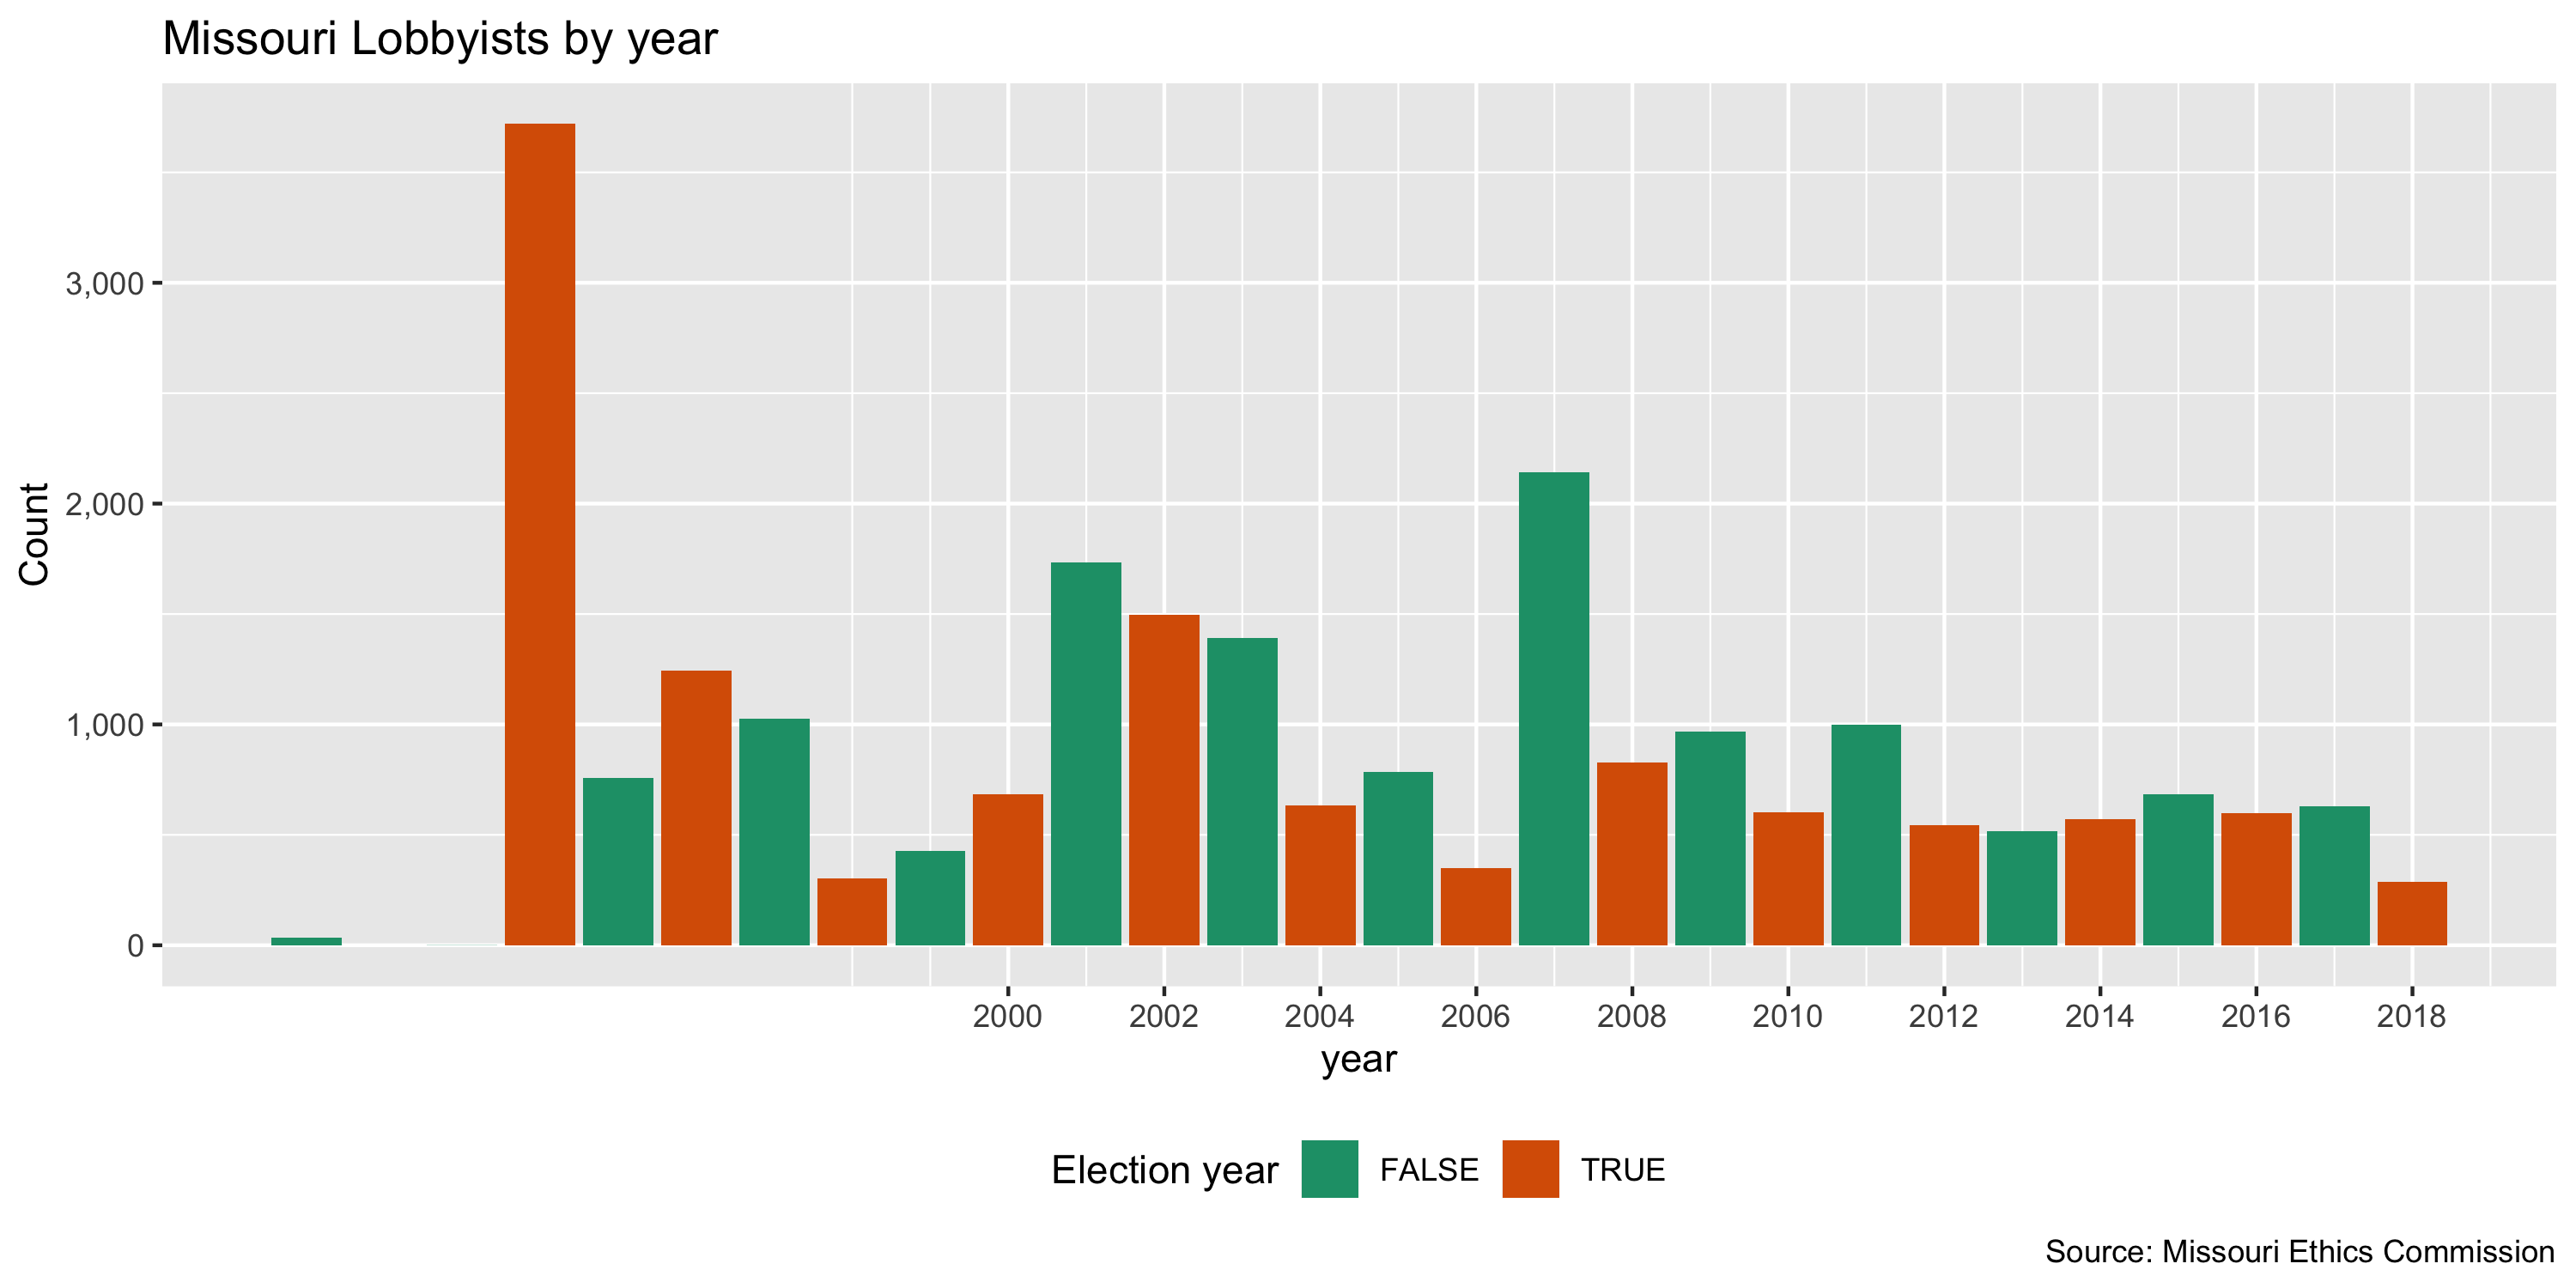 Missouri Lobbyists by year
Count
3,000
2,000
1,000
0
2000 2002 2004 2006 2008 2010 2012 2014 2016 2018
year
Election year FALSE TRUE
Source: Missouri Ethics Commission